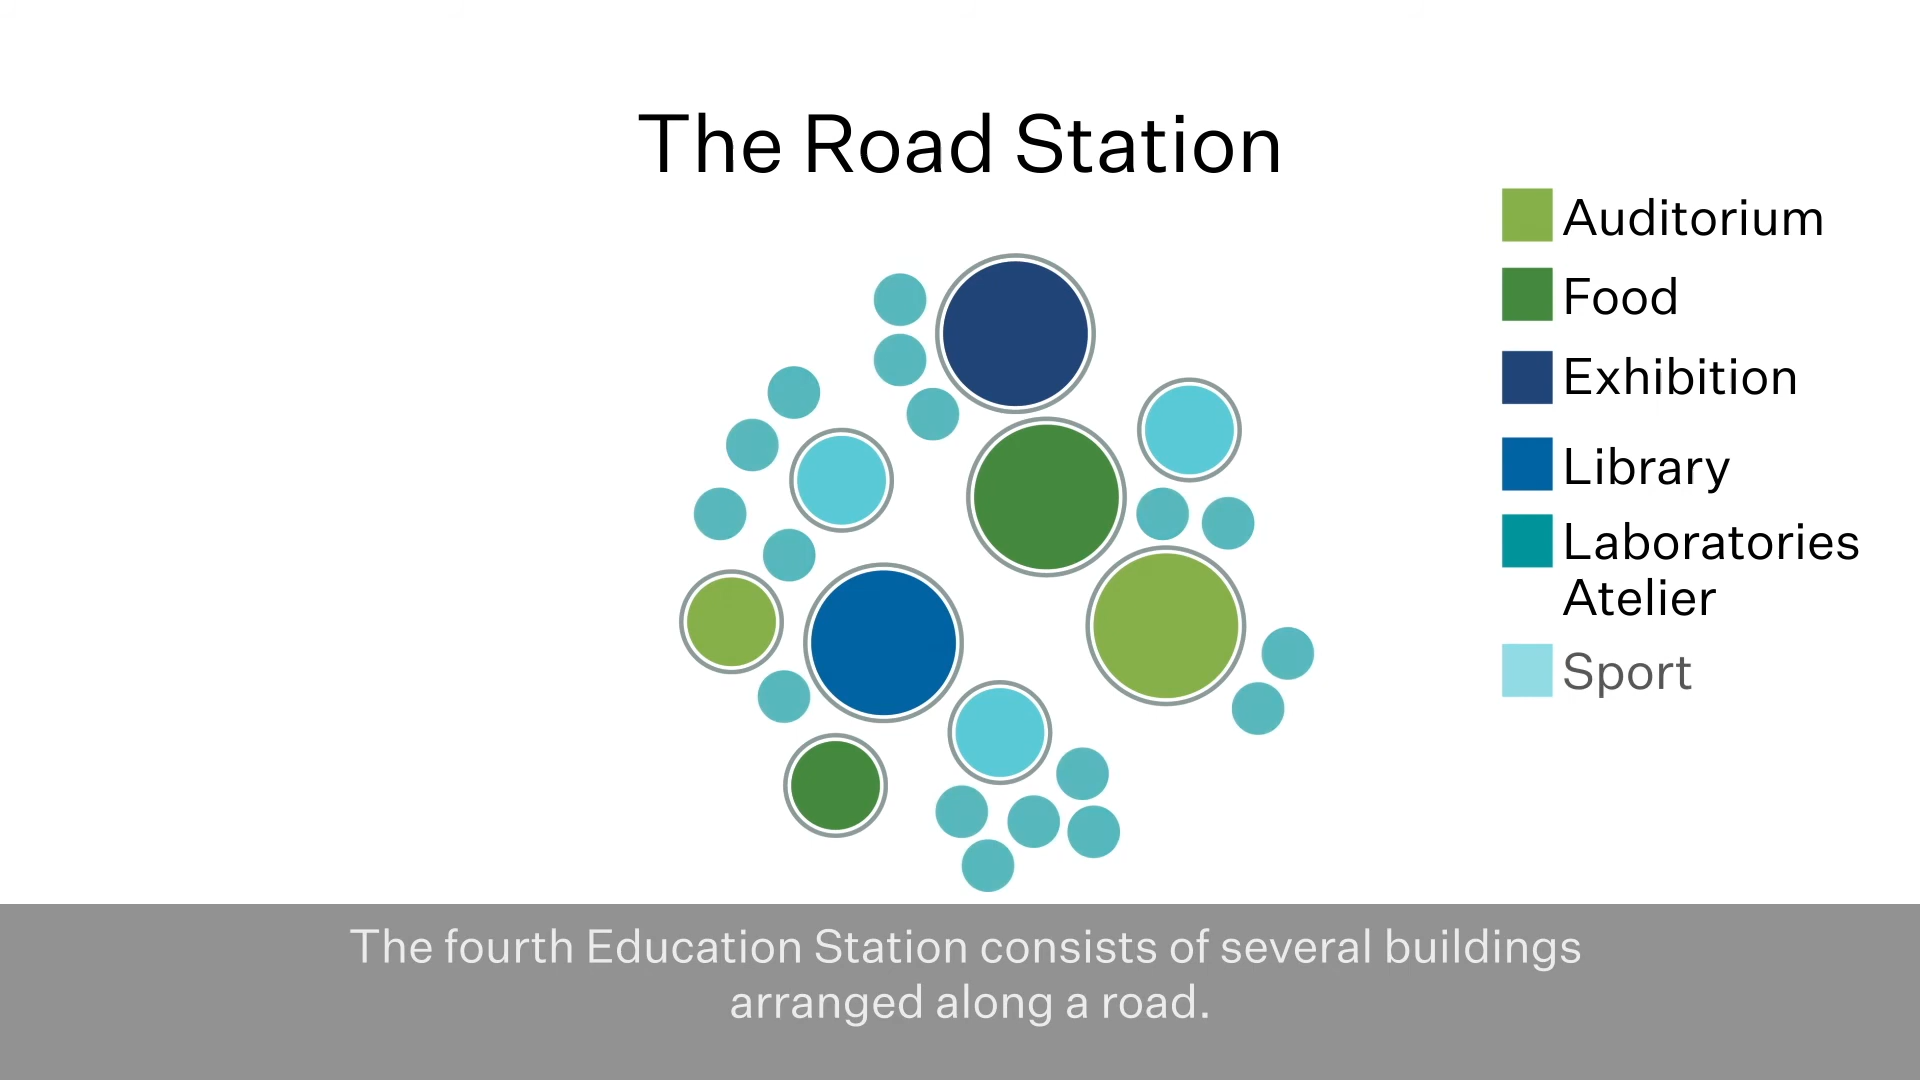 The Road Station
Auditorium
Food
Exhibition
Library
Laboratories
Atelier
Sport
The fourth Education Station consists of several buildings
arranged along a road.